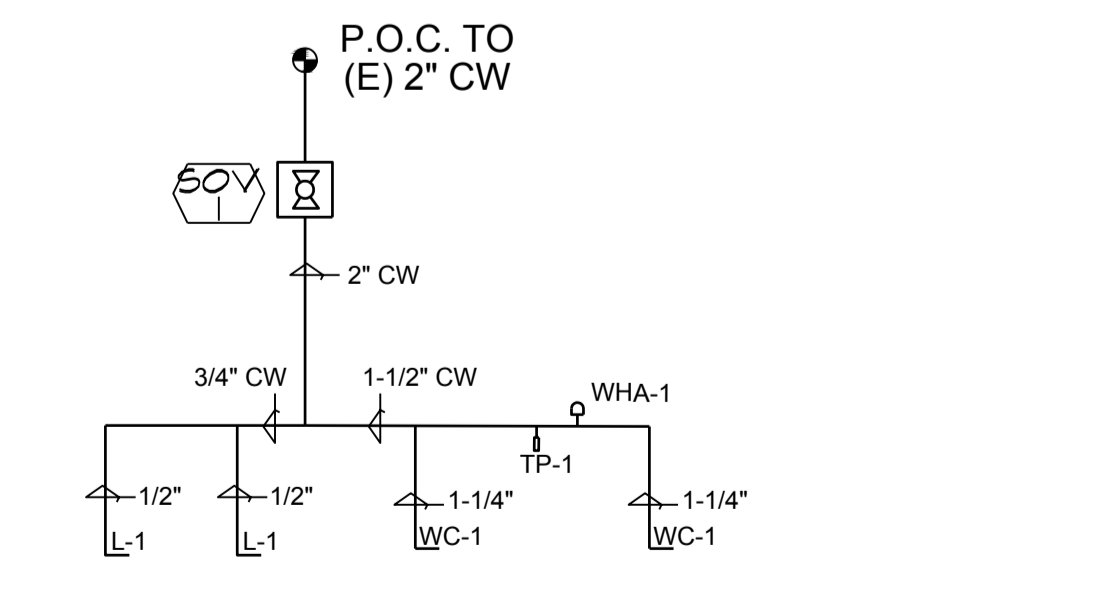 P.O.C. TO
(E) 2" CW
SOV
2" CW
3/4" CW
1-1/2" CW
WHA-1
TP-1
1/2"
1/2"
1-1/4"
1-1/4"
L-1
L-1
WC-1
WC-1